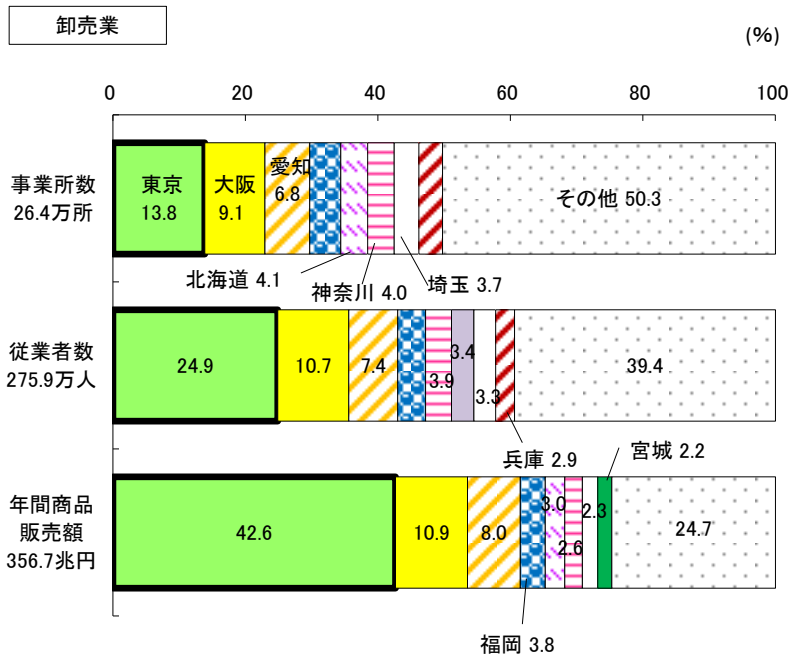 卸売業
(%)
0 20 40 60 80 100
事業所数
26.4万所
東京
13.8
大阪
9.1
愛知
6.8
その他 50.3
北海道 4.1
神奈川 4.0
埼玉 3.7
従業者数
275.9万人
24.9
10.7
7.4
3.9
3.4
3.3
39.4
兵庫 2.9
宮城 2.2
年間商品
販売額
356.7兆円
42.6
10.9
8.0
3.0
2.6
2.3
24.7
福岡 3.8